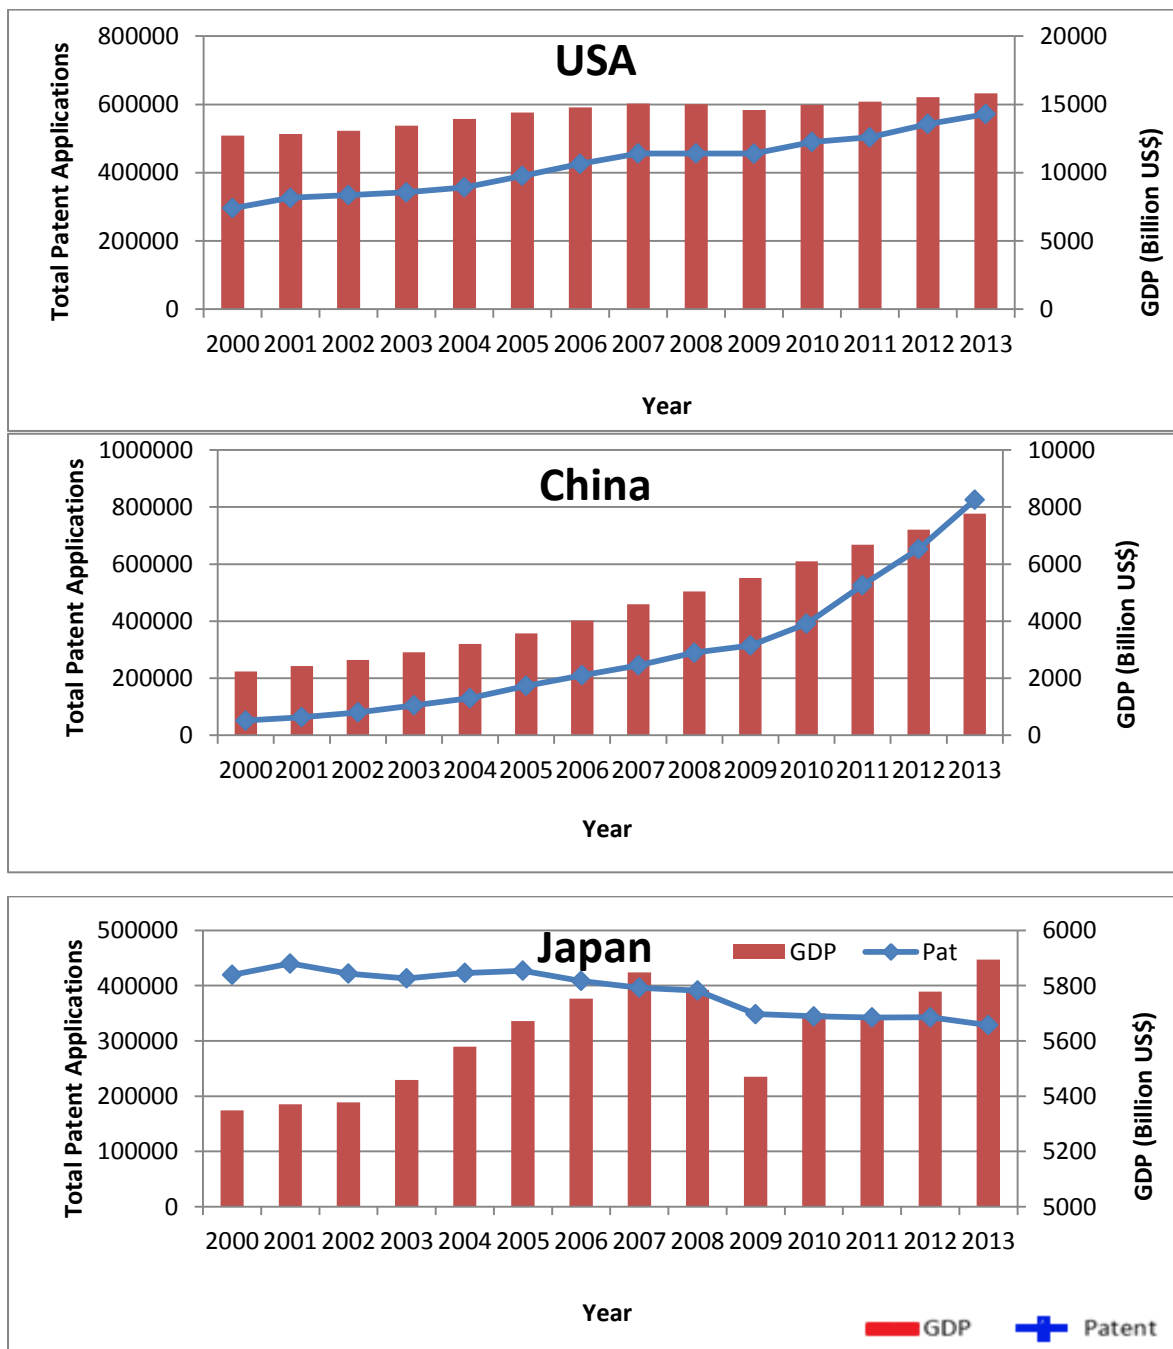 USA
Total Patent Applications
800000
600000
400000
200000
0
20000
15000
10000
5000
0
GDP (Billion US$)
2000 2001 2002 2003 2004 2005 2006 2007 2008 2009 2010 2011 2012 2013
Year
China
Total Patent Applications
1000000
800000
600000
400000
200000
0
10000
8000
6000
4000
2000
0
GDP (Billion US$)
2000 2001 2002 2003 2004 2005 2006 2007 2008 2009 2010 2011 2012 2013
Year
Japan
GDP Pat
Total Patent Applications
500000
400000
300000
200000
100000
0
6000
5800
5600
5400
5200
5000
GDP (Billion US$)
2000 2001 2002 2003 2004 2005 2006 2007 2008 2009 2010 2011 2012 2013
Year
GDP Patent